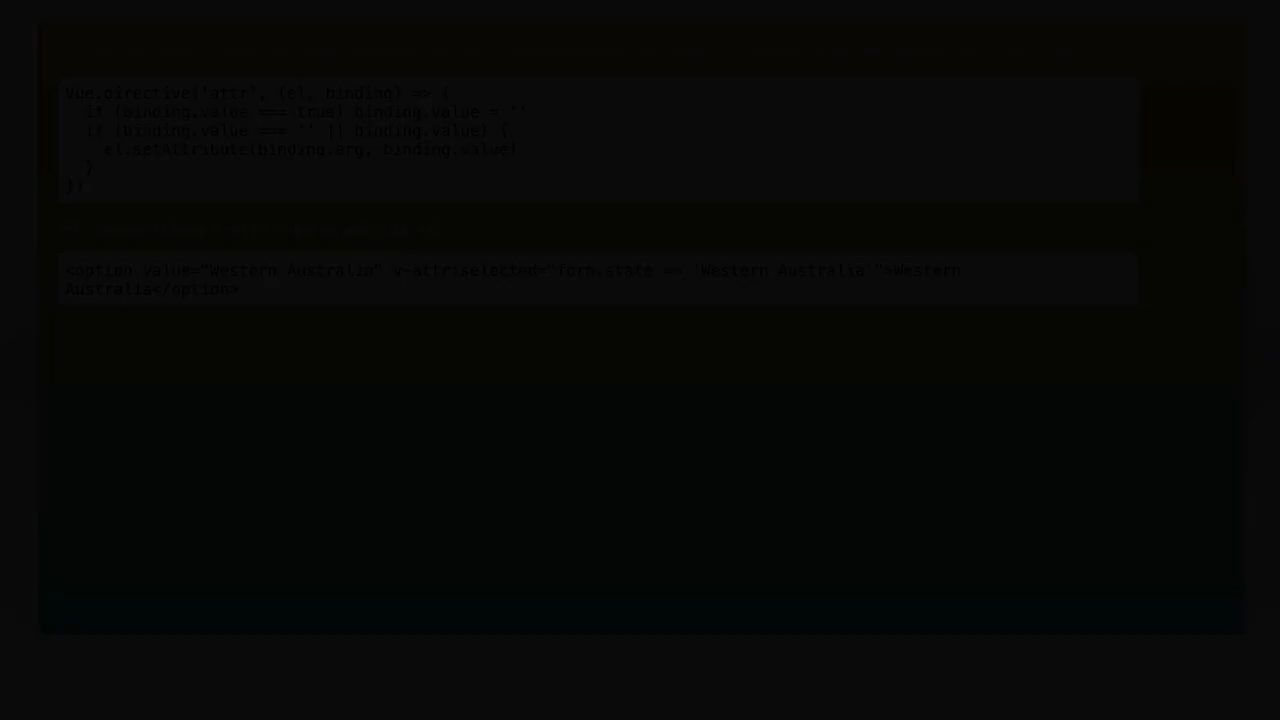 Vue.directive('attr', (el, binding) => {
  if (binding.value === true) binding.value = ''
  if (binding.value === '' || binding.value) {
    el.setAttribute(binding.arg, binding.value)
  }
})
<option value="Western Australia" v-attr:selected="form.state == 'Western Australia'">Western
Australia</option>